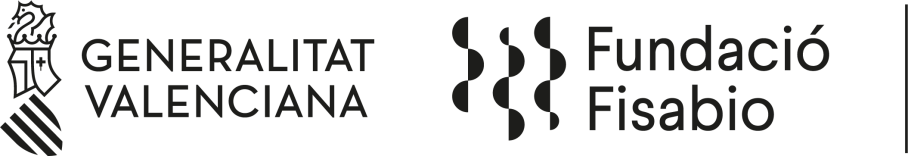 GENERALITAT
VALENCIANA
Fundació
Fisabio